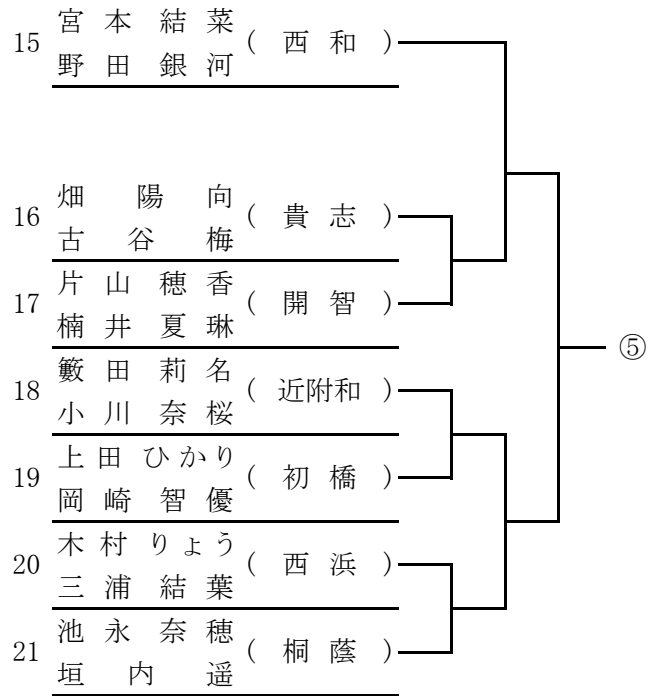 15 宮本結菜 (西和)
野田銀河
16 畑陽向 (貴志)
古谷梅
17 片山穂香 (開智)
楠井夏琳
18 籔田莉名 (近附和)
小川奈桜
19 上田ひかり (初橋)
岡崎智優
20 木村りょう (西浜)
三浦結葉
21 池永奈穂 (桐蔭)
垣内遥
⑤